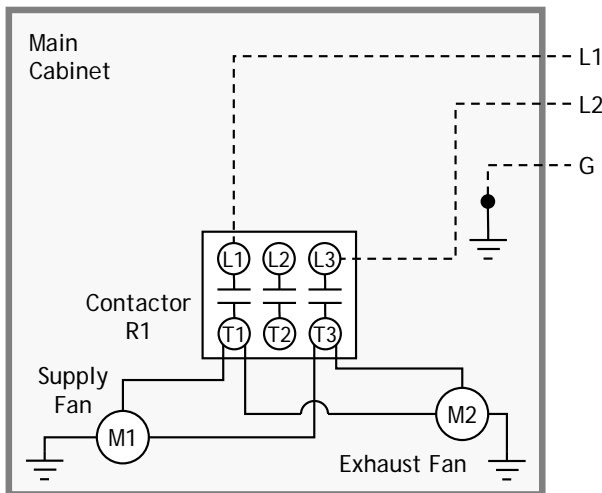 Main
Cabinet
L1
L2
G
L1 L2 L3
Contactor
R1
T1 T2 T3
Supply
Fan
M1
M2
Exhaust Fan